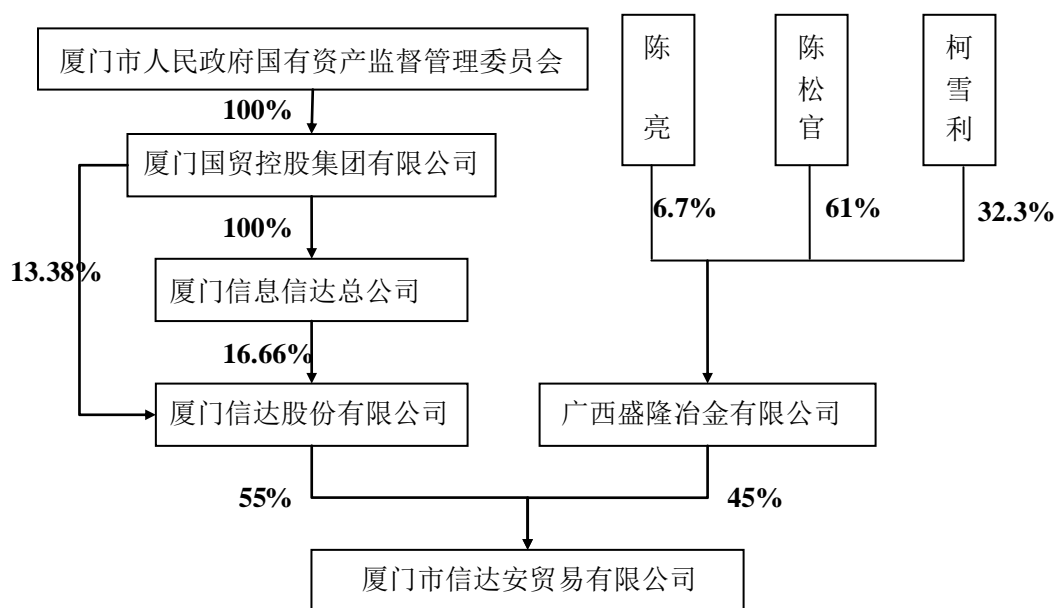 厦门市人民政府国有资产监督管理委员会
陈亮
陈松官
柯雪利
100%
厦门国贸控股集团有限公司
6.7%
61%
32.3%
100%
13.38%
厦门信息信达总公司
16.66%
厦门信达股份有限公司
广西盛隆冶金有限公司
55%
45%
厦门市信达安贸易有限公司